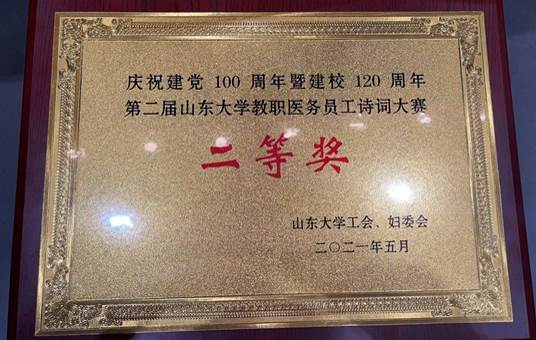 庆祝建党 100 周年暨建校 120 周年
第二届山东大学教职医务员工诗词大赛
二等奖
山东大学工会、妇委会
二〇二一年五月